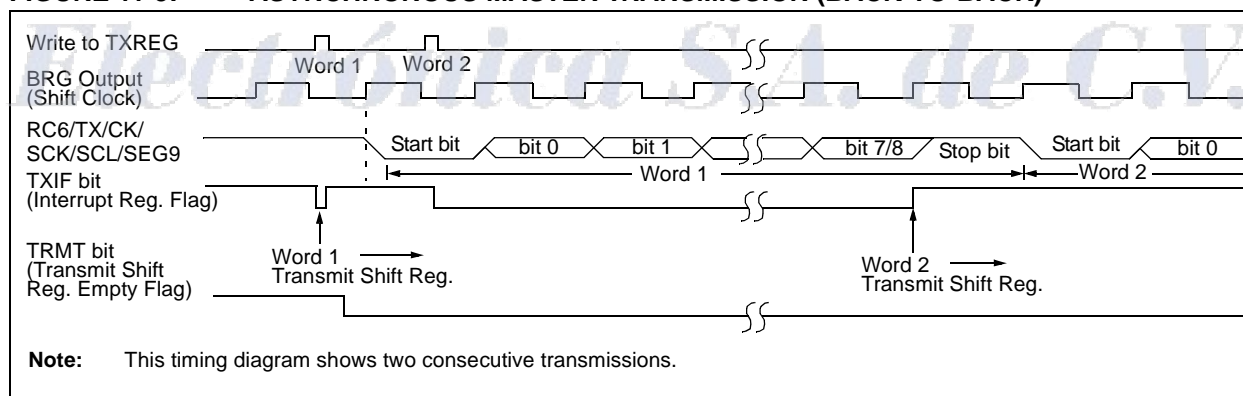 FIGURE 11-5: ASYNCHRONOUS MASTER TRANSMISSION (BACK TO BACK)
Electrónica S.A. de C.V.
Write to TXREG
Word 1
Word 2
BRG Output
(Shift Clock)
RC6/TX/CK/
SCK/SCL/SEG9
Start bit
bit 0
bit 1
bit 7/8
Stop bit
Start bit
bit 0
Word 1
Word 2
TXIF bit
(Interrupt Reg. Flag)
Word 1
Transmit Shift Reg.
Word 2
Transmit Shift Reg.
TRMT bit
(Transmit Shift
Reg. Empty Flag)
Note: This timing diagram shows two consecutive transmissions.